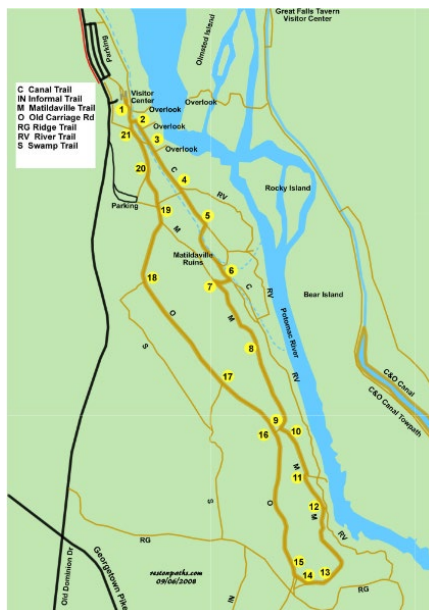 Great Falls Tavern
Visitor Center
Parking
Olmsted Island
C Canal Trail
IN Informal Trail
M Matildaville Trail
O Old Carriage Rd
RG Ridge Trail
RV River Trail
S Swamp Trail
Visitor
Center
Overlook
Overlook
Overlook
Overlook
1
2
3
21
20
C
4
RV
Rocky Island
Parking
19
5
M
Matildaville
Ruins
6
7
18
C
RV
Bear Island
Potomac River
O
M
8
S
RV
17
C&O Canal
C&O Canal
Towpath
9
16
10
M
11
S
O
12
M
RV
RG
15
14
13
restonpaths.com
09/06/2008
Old Dominion Dr
Georgetown Pike
IN
RG